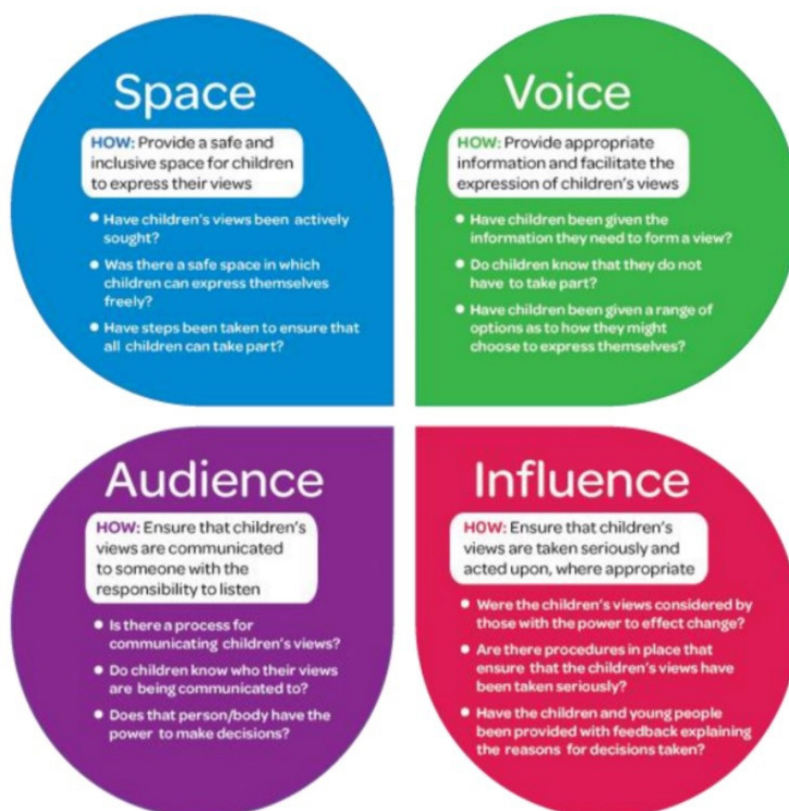 Space
HOW: Provide a safe and
inclusive space for children
to express their views
• Have children's views been actively
sought?
• Was there a safe space in which
children can express themselves
freely?
• Have steps been taken to ensure that
all children can take part?
Voice
HOW: Provide appropriate
information and facilitate the
expression of children's views
• Have children been given the
information they need to form a view?
• Do children know that they do not
have to take part?
• Have children been given a range of
options as to how they might
choose to express themselves?
Audience
HOW: Ensure that children's
views are communicated
to someone with the
responsibility to listen
• Is there a process for
communicating children's views?
• Do children know who their views
are being communicated to?
• Does that person/body have the
power to make decisions?
Influence
HOW: Ensure that children's
views are taken seriously and
acted upon, where appropriate
• Were the children's views considered by
those with the power to effect change?
• Are there procedures in place that
ensure that the children's views have
been taken seriously?
• Have the children and young people
been provided with feedback explaining
the reasons for decisions taken?